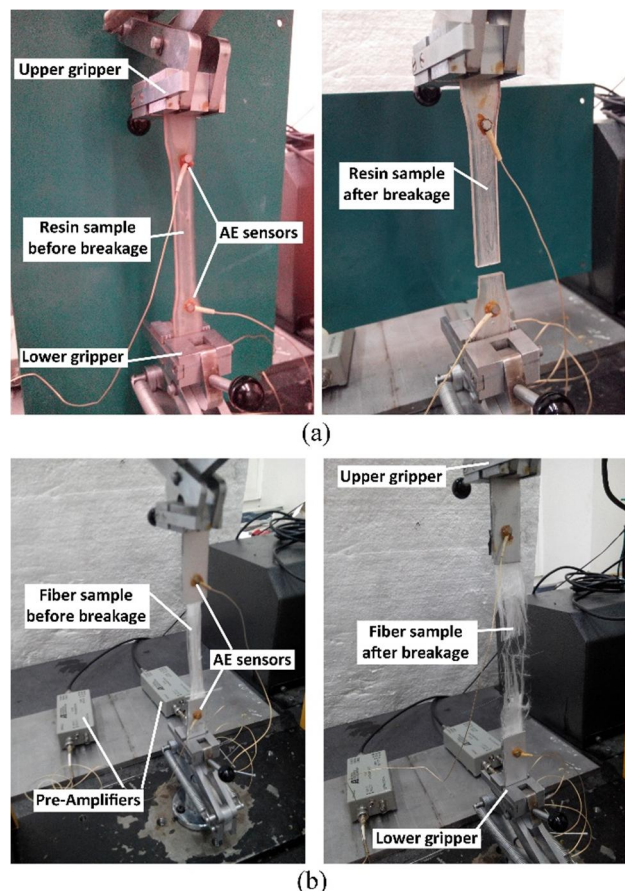 Upper gripper
Resin sample
before breakage
AE sensors
Lower gripper
Resin sample
after breakage
(a)
Fiber sample
before breakage
AE sensors
Pre-Amplifiers
Upper gripper
Fiber sample
after breakage
Lower gripper
(b)